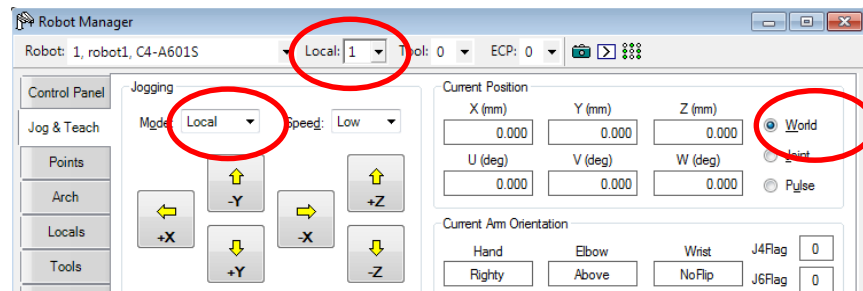 Robot Manager
Robot: 1, robot1, C4-A601S Local: 1 Tool: 0 ECP: 0
Control Panel
Jog & Teach
Points
Arch
Locals
Tools
Jogging
Mode: Local Speed: Low
-Y +Z
+X -X
+Y -Z
Current Position
X (mm) Y (mm) Z (mm)
0.000 0.000 0.000
U (deg) V (deg) W (deg)
0.000 0.000 0.000
World
Joint
Pulse
Current Arm Orientation
Hand Elbow Wrist J4Flag 0
Righty Above NoFlip J6Flag 0